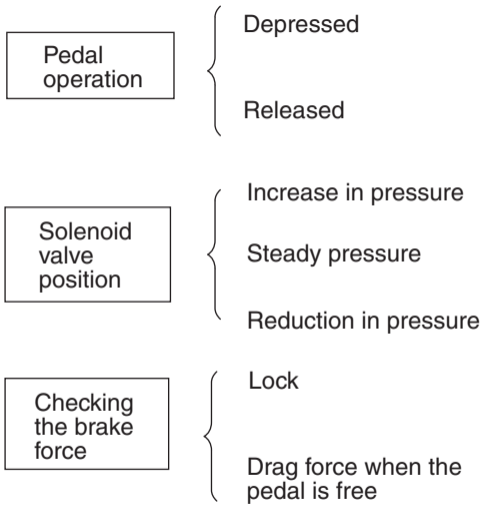 Pedal
operation
Depressed
Released
Solenoid
valve
position
Increase in pressure
Steady pressure
Reduction in pressure
Checking
the brake
force
Lock
Drag force when the
pedal is free